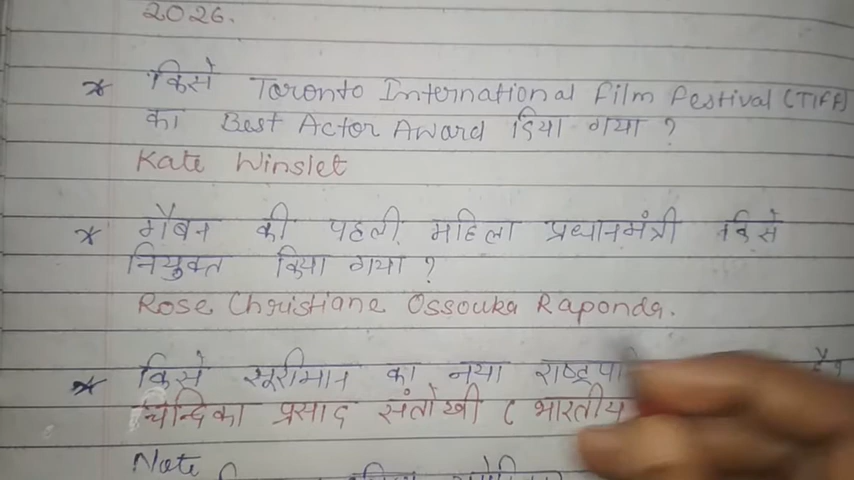 2026.
* किसे Toronto International Film Festival (TIFF)
का Best Actor Award दिया गया ?
Kate Winslet
* गैबन की पहली महिला प्रधानमंत्री किसे
नियुक्त किया गया ?
Rose Christiane Ossouka Raponda.
* किसे सूरीमान का नया
चन्द्रिका प्रसाद संतोखी ( भारतीय
Note